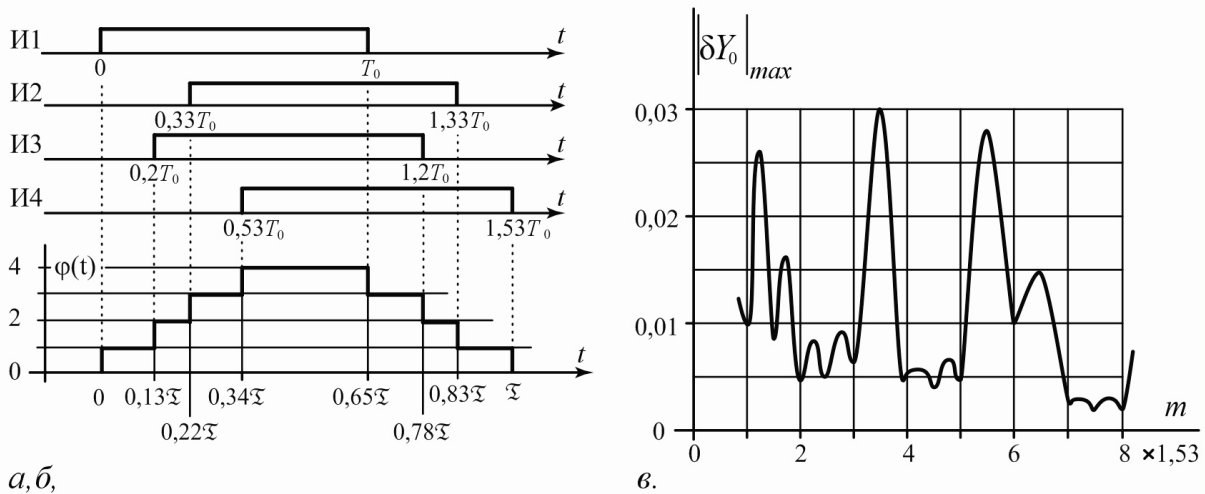 И1
t
0
T₀
И2
t
0,33T₀
1,33T₀
И3
t
0,2T₀
1,2T₀
И4
t
0,53T₀
1,53T₀
4
φ(t)
2
0
t
0
0,13𝔗
0,34𝔗
0,65𝔗
0,83𝔗
𝔗
0,22𝔗
0,78𝔗
а,б,
|δY₀|max
0,03
0,02
0,01
0
m
0
2
4
6
8
×1,53
в.